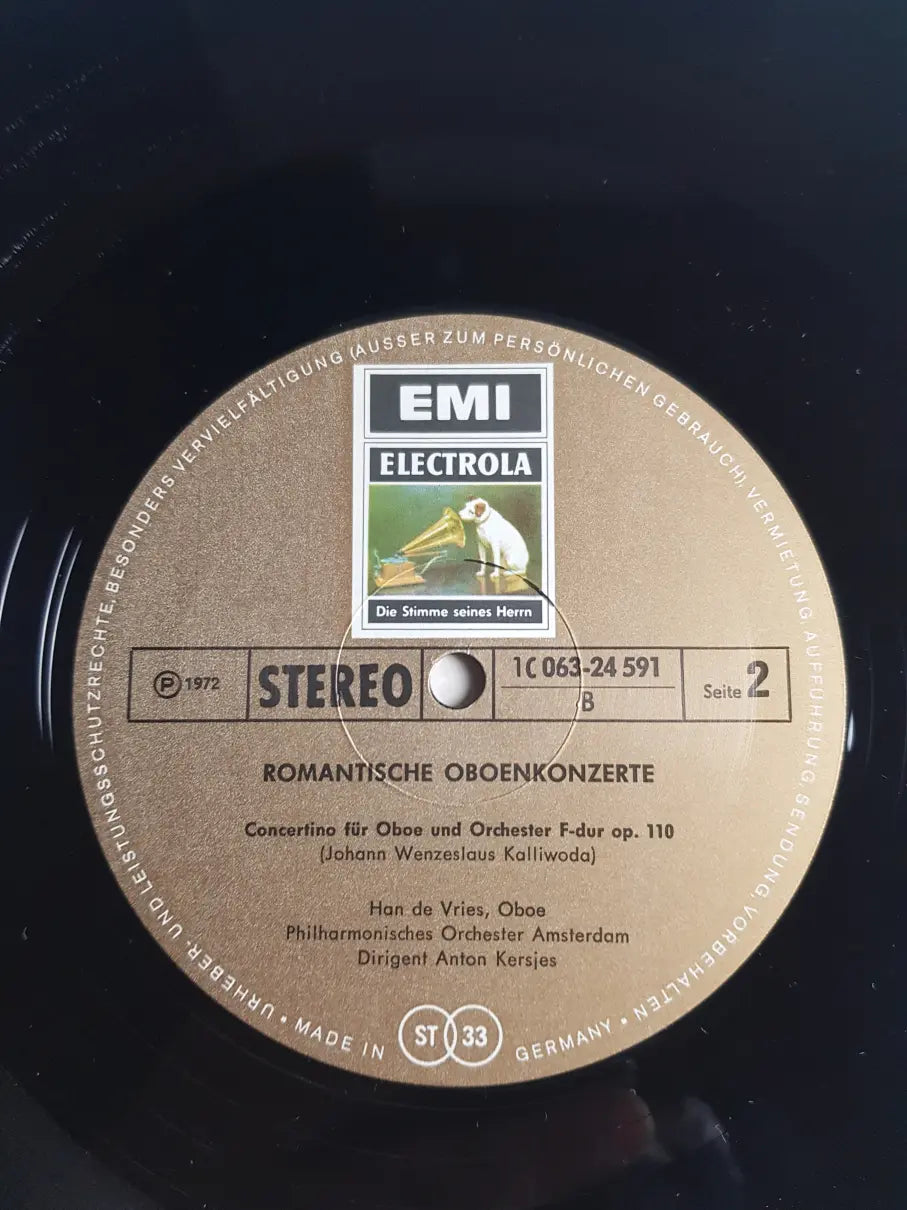 EMI
ELECTROLA
Die Stimme seines Herrn
℗ 1972
STEREO
1C 063-24 591
B
Seite 2
ROMANTISCHE OBOENKONZERTE
Concertino für Oboe und Orchester F-dur op. 110
(Johann Wenzeslaus Kalliwoda)
Han de Vries, Oboe
Philharmonisches Orchester Amsterdam
Dirigent Anton Kersjes
URHEBER- UND LEISTUNGSSCHUTZRECHTE, BESONDERS VERVIELFÄLTIGUNG (AUSSER ZUM PERSÖNLICHEN GEBRAUCH), VERMIETUNG, AUFFÜHRUNG, SENDUNG, VORBEHALTEN •
• MADE IN
ST 33
GERMANY